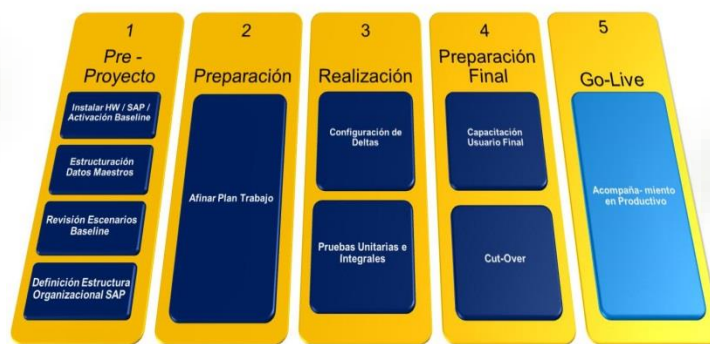 1
Pre -
Proyecto
Instalar HW / SAP /
Activación Baseline
Estructuración
Datos Maestros
Revisión Escenarios
Baseline
Definición Estructura
Organizacional SAP
2
Preparación
Afinar Plan Trabajo
3
Realización
Configuración de
Deltas
Pruebas Unitarias e
Integrales
4
Preparación
Final
Capacitación
Usuario Final
Cut-Over
5
Go-Live
Acompaña- miento
en Productivo